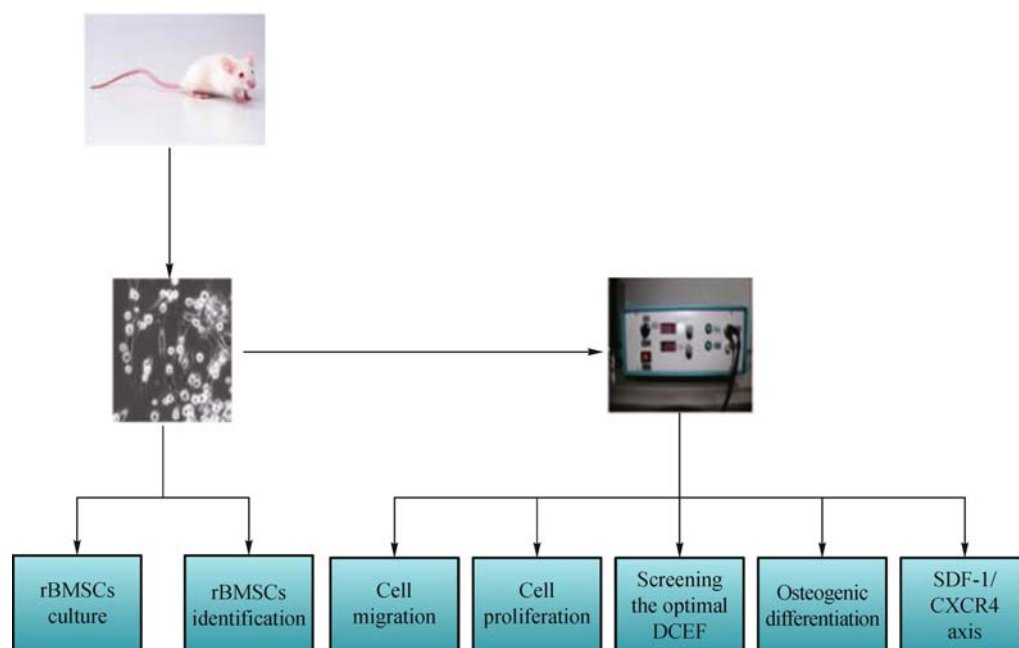 rBMSCs
culture
rBMSCs
identification
Cell
migration
Cell
proliferation
Screening
the optimal
DCEF
Osteogenic
differentiation
SDF-1/
CXCR4
axis